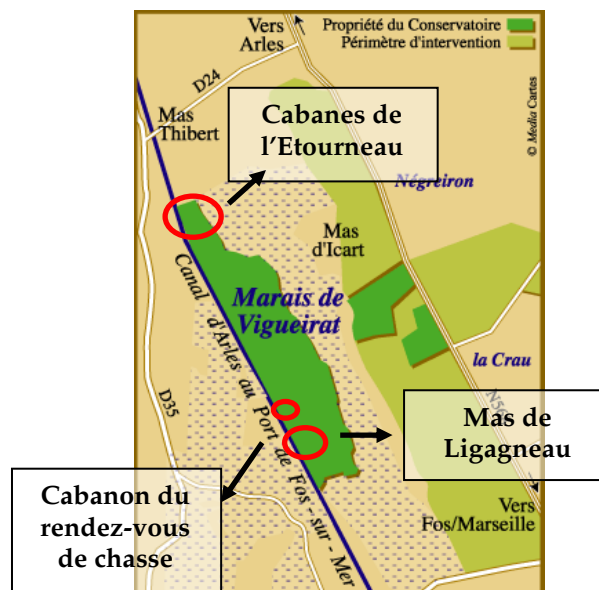 Vers
Arles
Propriété du Conservatoire
Périmètre d'intervention
© Media Cartes
D24
Mas
Thibert
Cabanes de
l'Etourneau
Négreiron
Mas
d'Icart
Marais de
Vigueirat
Canal d'Arles au Port de Fos - sur - Mer
la Crau
D35
Mas de
Ligagneau
Cabanon du
rendez-vous
de chasse
Vers
Fos/Marseille